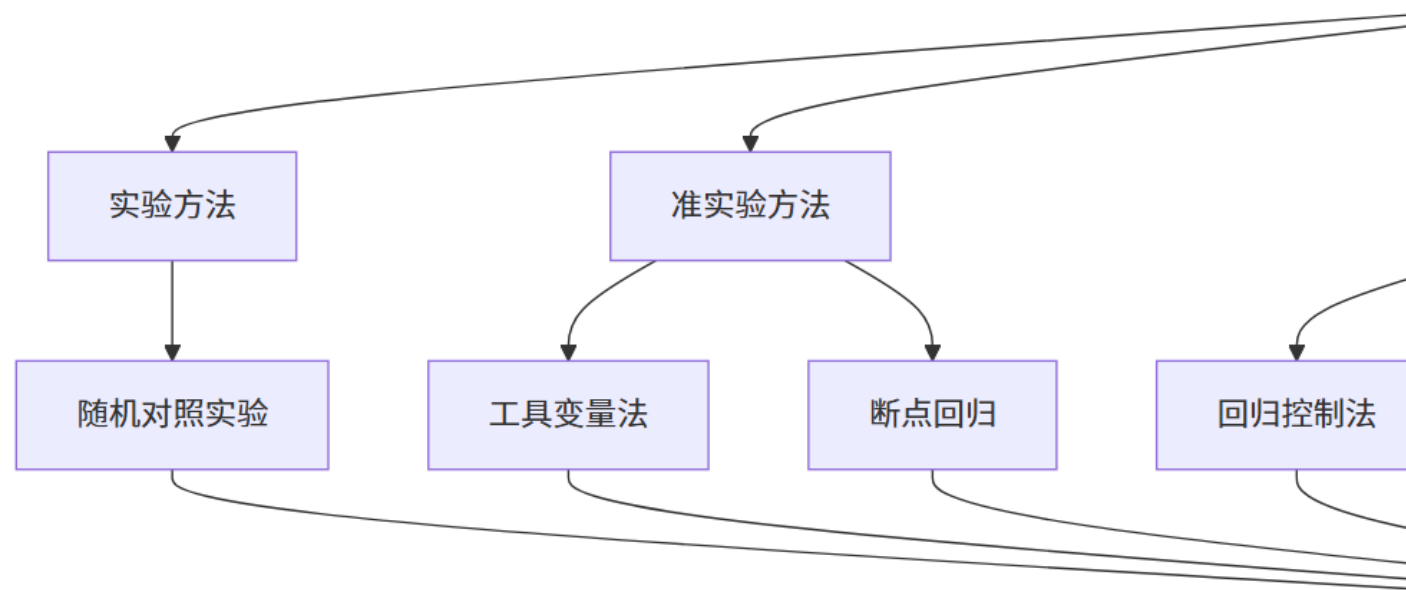 实验方法
准实验方法
随机对照实验
工具变量法
断点回归
回归控制法